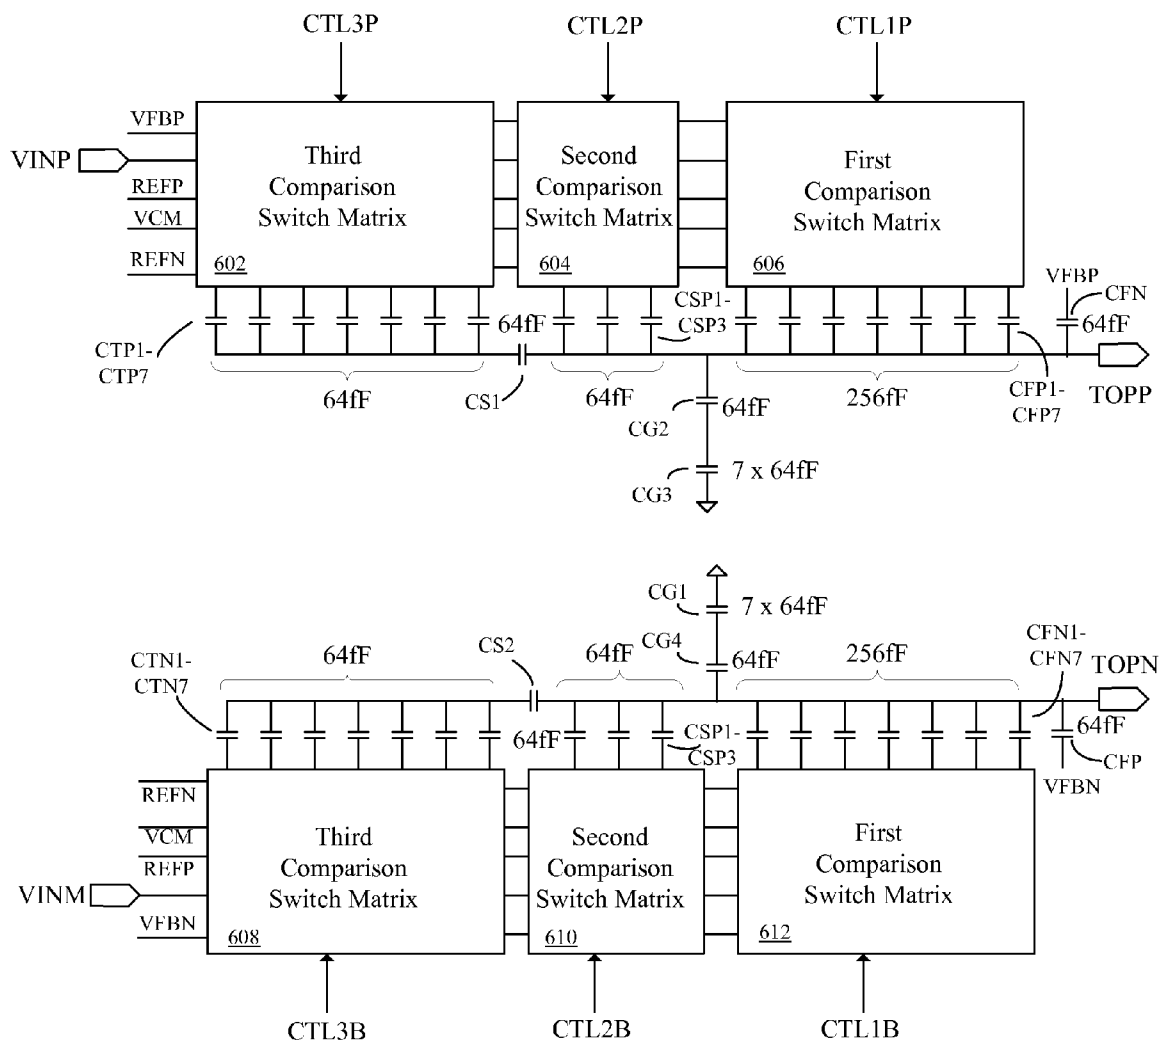 CTL3P
CTL2P
CTL1P
VFBP
VINP
REFP
VCM
REFN
Third
Comparison
Switch Matrix
602
Second
Comparison
Switch Matrix
604
First
Comparison
Switch Matrix
606
VFBP
CFN
64fF
CSP1-
CSP3
64fF
CTP1-
CTP7
64fF
CS1
64fF
256fF
CFP1-
CFP7
TOPP
CG2
64fF
CG3
7 x 64fF
CG1
7 x 64fF
CTN1-
CTN7
64fF
CS2
64fF
CG4
64fF
256fF
CFN1-
CFN7
TOPN
64fF
CSP1-
CSP3
64fF
CFP
VFBN
REFN
VCM
REFP
VINM
VFBN
Third
Comparison
Switch Matrix
608
Second
Comparison
Switch Matrix
610
First
Comparison
Switch Matrix
612
CTL3B
CTL2B
CTL1B